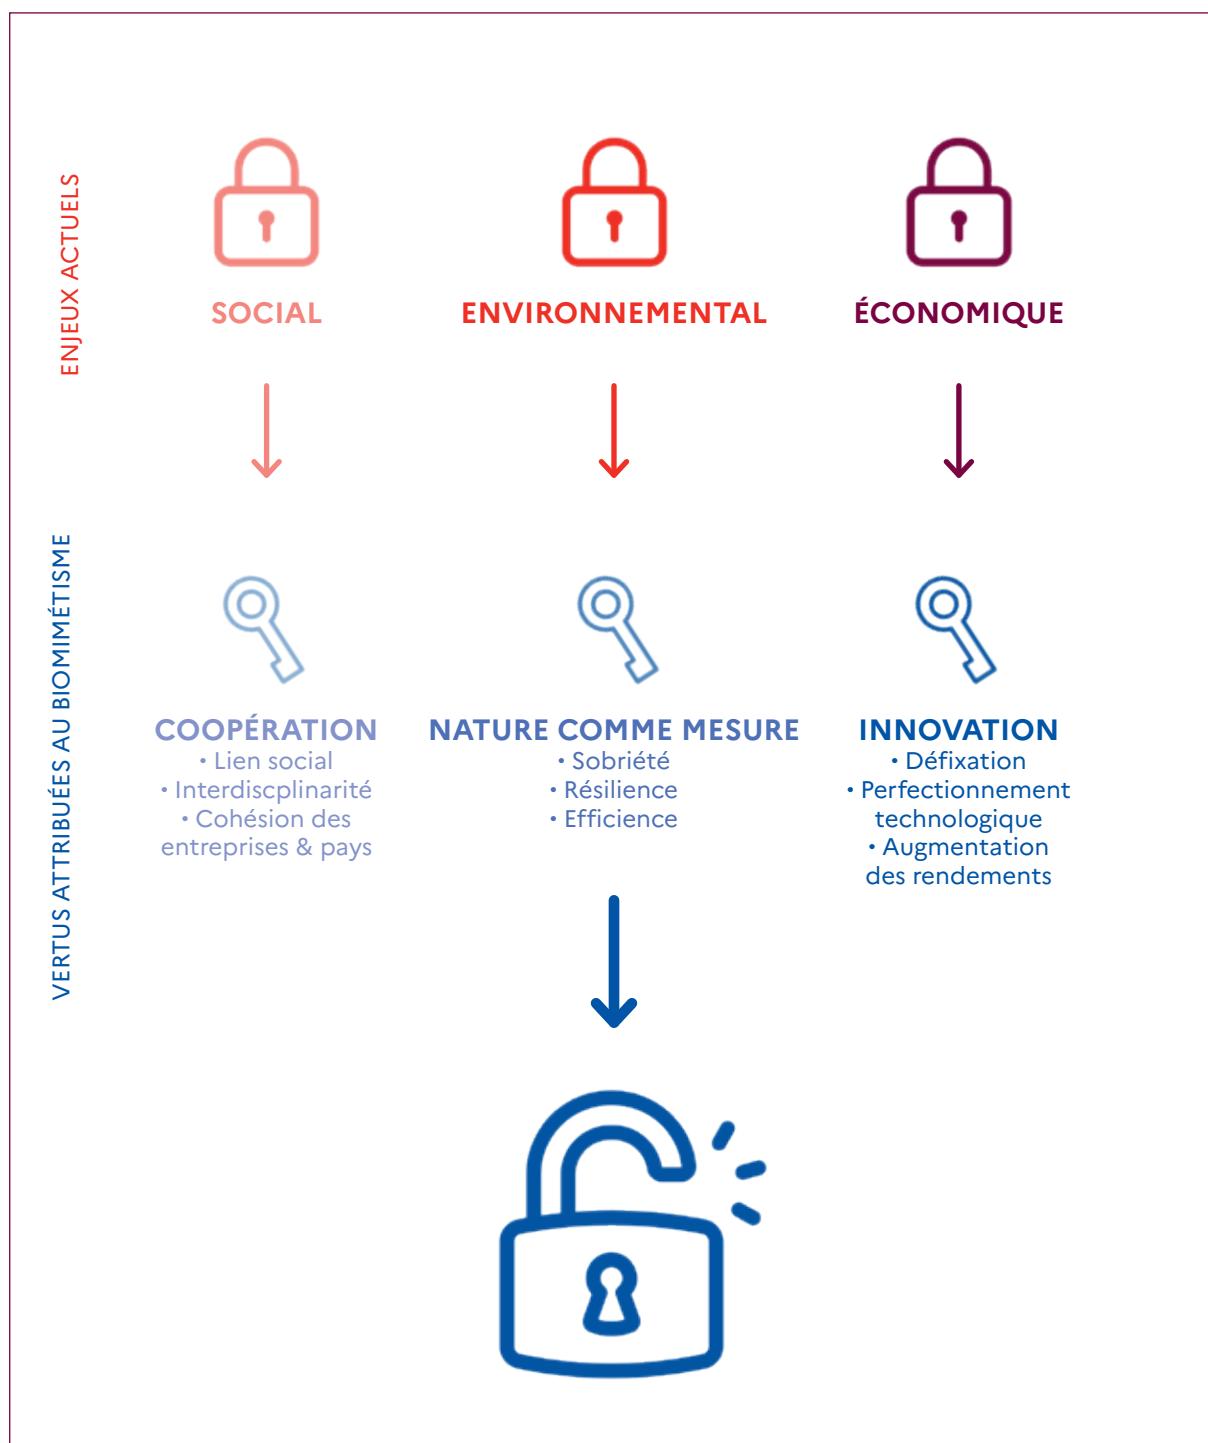 ENJEUX ACTUELS
SOCIAL
ENVIRONNEMENTAL
ÉCONOMIQUE
VERTUS ATTRIBUÉES AU BIOMIMÉTISME
COOPÉRATION
• Lien social
• Interdiscplinarité
• Cohésion des
entreprises & pays
NATURE COMME MESURE
• Sobriété
• Résilience
• Efficience
INNOVATION
• Défixation
• Perfectionnement
technologique
• Augmentation
des rendements